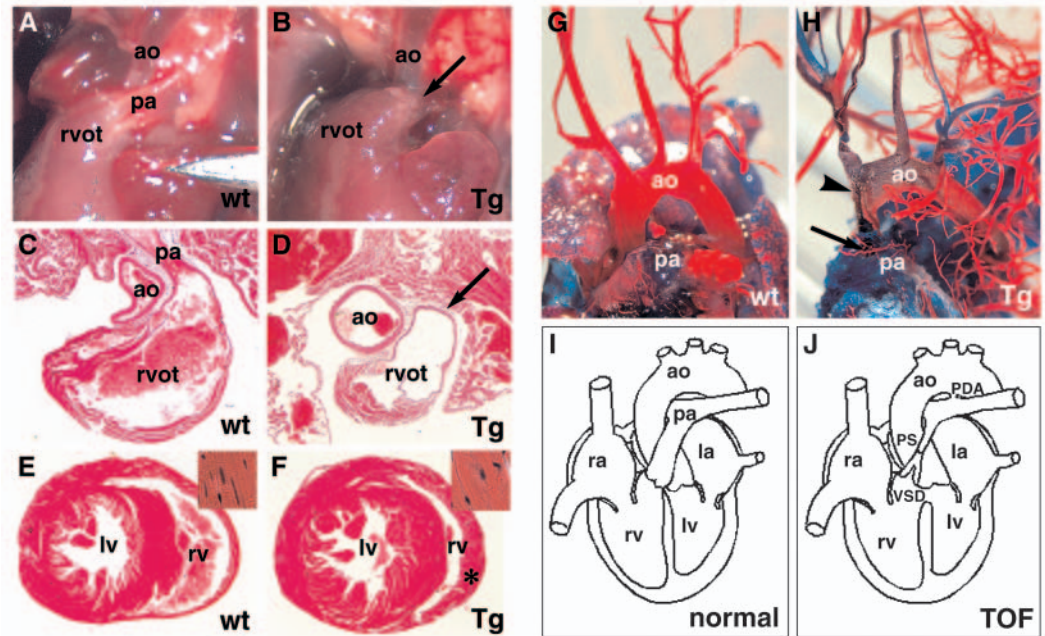 A
ao
pa
rvot
wt
B
ao
rvot
Tg
C
pa
ao
rvot
wt
D
ao
rvot
Tg
E
lv
rv
wt
F
lv
rv
*
Tg
G
ao
pa
wt
H
ao
pa
Tg
I
ao
pa
ra
la
lv
rv
normal
J
ao
PDA
PS
ra
la
VSD
lv
rv
TOF